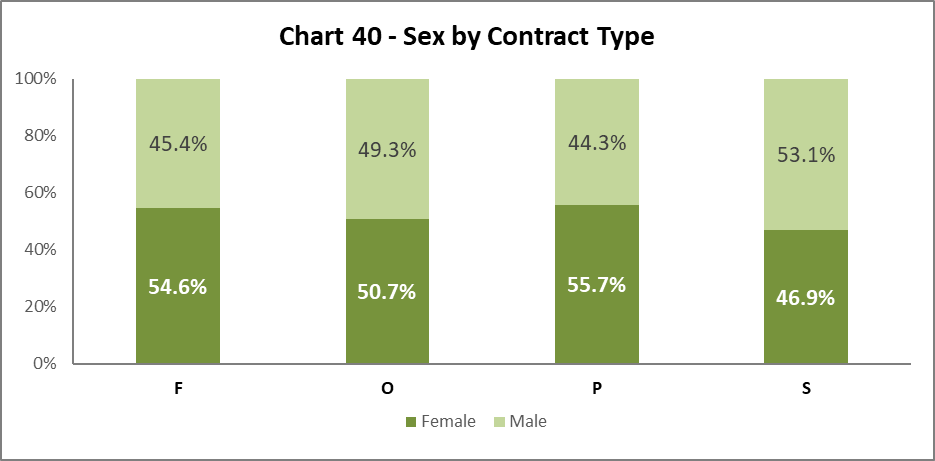 Chart 40 - Sex by Contract Type
100%
80%
60%
40%
20%
0%
45.4%
49.3%
44.3%
53.1%
54.6%
50.7%
55.7%
46.9%
F
O
P
S
Female
Male